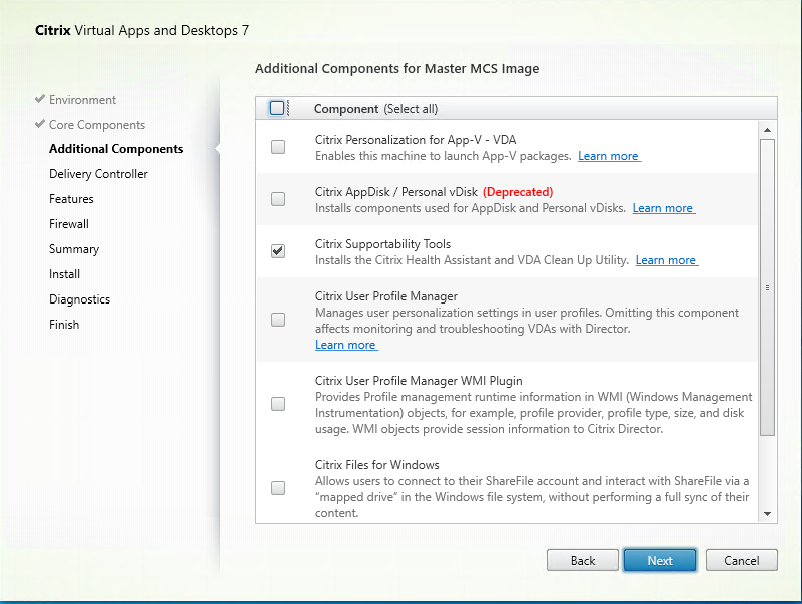 Citrix Virtual Apps and Desktops 7
Additional Components for Master MCS Image
Environment
Core Components
Additional Components
Delivery Controller
Features
Firewall
Summary
Install
Diagnostics
Finish
Component (Select all)
Citrix Personalization for App-V - VDA
Enables this machine to launch App-V packages. Learn more
Citrix AppDisk / Personal vDisk (Deprecated)
Installs components used for AppDisk and Personal vDisks. Learn more
Citrix Supportability Tools
Installs the Citrix Health Assistant and VDA Clean Up Utility. Learn more
Citrix User Profile Manager
Manages user personalization settings in user profiles. Omitting this component
affects monitoring and troubleshooting VDAs with Director.
Learn more
Citrix User Profile Manager WMI Plugin
Provides Profile management runtime information in WMI (Windows Management
Instrumentation) objects, for example, profile provider, profile type, size, and disk
usage. WMI objects provide session information to Citrix Director.
Citrix Files for Windows
Allows users to connect to their ShareFile account and interact with ShareFile via a
“mapped drive” in the Windows file system, without performing a full sync of their
content.
Back Next Cancel